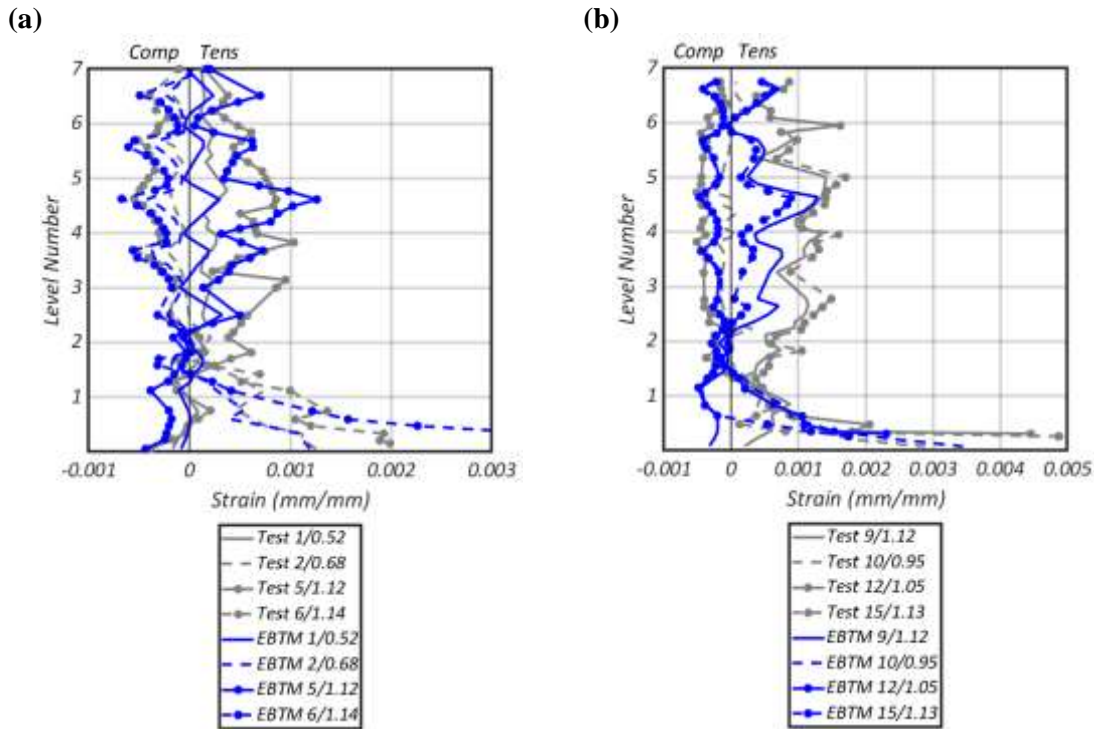 (a)
Comp Tens
7
6
5
4
3
2
1
Level Number
-0.001 0 0.001 0.002 0.003
Strain (mm/mm)
Test 1/0.52
Test 2/0.68
Test 5/1.12
Test 6/1.14
EBTM 1/0.52
EBTM 2/0.68
EBTM 5/1.12
EBTM 6/1.14
(b)
Comp Tens
7
6
5
4
3
2
1
Level Number
-0.001 0 0.001 0.002 0.003 0.004 0.005
Strain (mm/mm)
Test 9/1.12
Test 10/0.95
Test 12/1.05
Test 15/1.13
EBTM 9/1.12
EBTM 10/0.95
EBTM 12/1.05
EBTM 15/1.13